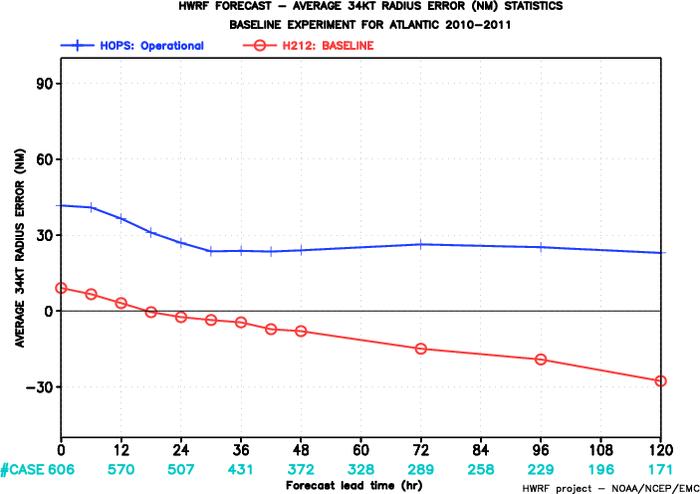 HWRF FORECAST – AVERAGE 34KT RADIUS ERROR (NM) STATISTICS
BASELINE EXPERIMENT FOR ATLANTIC 2010–2011
HOPS: Operational H212: BASELINE
AVERAGE 34KT RADIUS ERROR (NM)
90
60
30
0
–30
0 12 24 36 48 60 72 84 96 108 120
#CASE 606 570 507 431 372 328 289 258 229 196 171
Forecast lead time (hr)
HWRF project – NOAA/NCEP/EMC